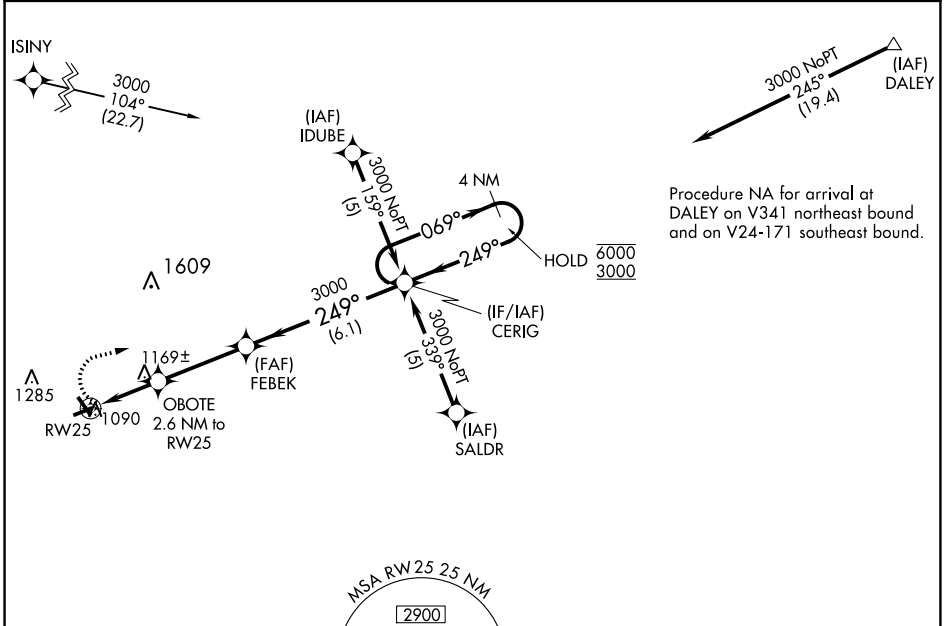 ISINY
3000
104°
(22.7)
(IAF)
IDUBE
3000 NoPT
159°
(5)
3000 NoPT
245°
(19.4)
(IAF)
DALEY
Procedure NA for arrival at
DALEY on V341 northeast bound
and on V24-171 southeast bound.
4 NM
069°
249°
HOLD
6000
3000
1609
3000
249°
(6.1)
(IF/IAF)
CERIG
3000 NoPT
339°
(5)
(IAF)
SALDR
(FAF)
FEBEK
1169±
OBOTE
2.6 NM to
RW25
1285
1090
RW25
MSA RW25 25 NM
2900